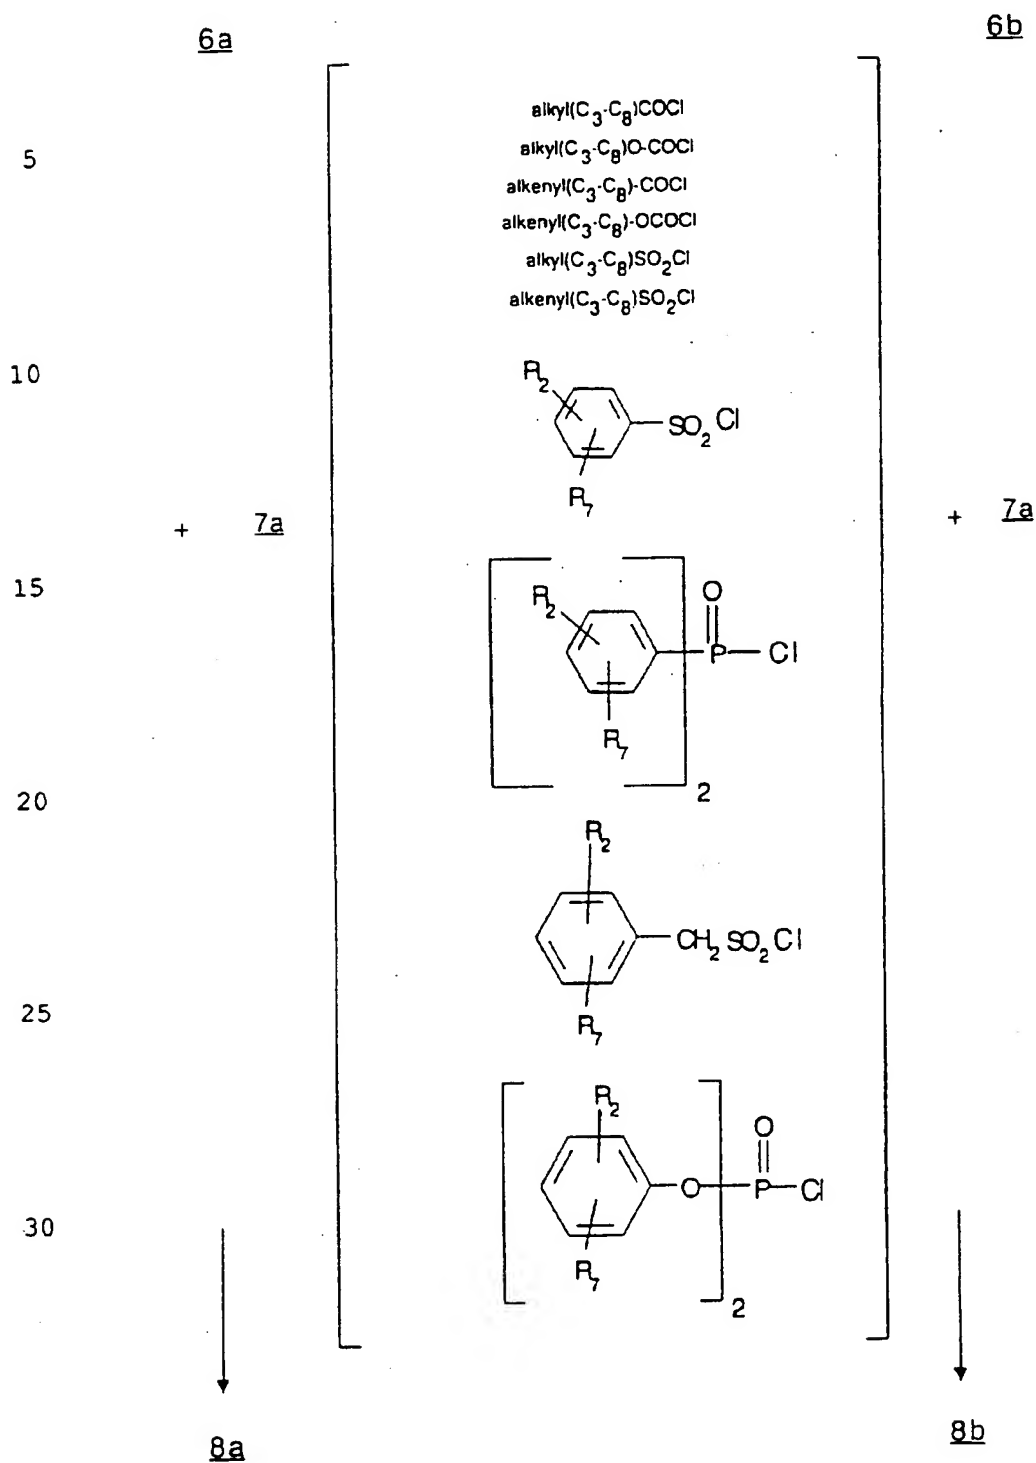 6a 6b
alkyl(C3-C8)COCl
5 alkyl(C3-C8)O-COCl
alkenyl(C3-C8)-COCl
alkenyl(C3-C8)-OCOCl
alkyl(C3-C8)SO2Cl
alkenyl(C3-C8)SO2Cl
10 R2
SO2Cl
R7
+ 7a + 7a
15 R2 O
P Cl
R7
20 2
R2
CH2SO2Cl
25 R7
R2 O
O P Cl
30 R7
2
8a 8b